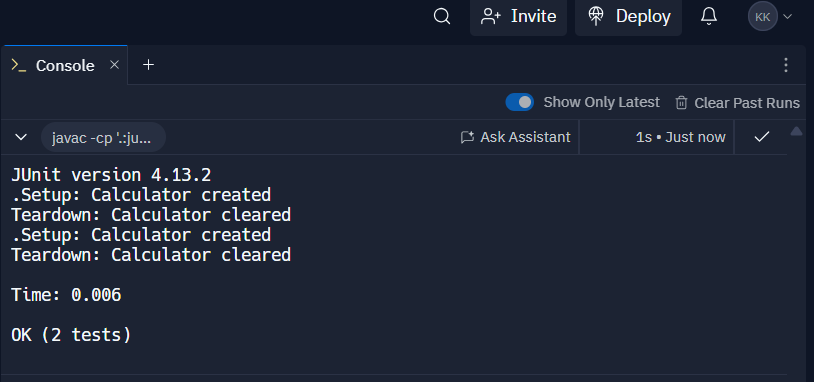 Invite
Deploy
KK
Console
Show Only Latest
Clear Past Runs
javac -cp '.:ju...
Ask Assistant
1s • Just now
JUnit version 4.13.2
.Setup: Calculator created
Teardown: Calculator cleared
.Setup: Calculator created
Teardown: Calculator cleared
Time: 0.006
OK (2 tests)